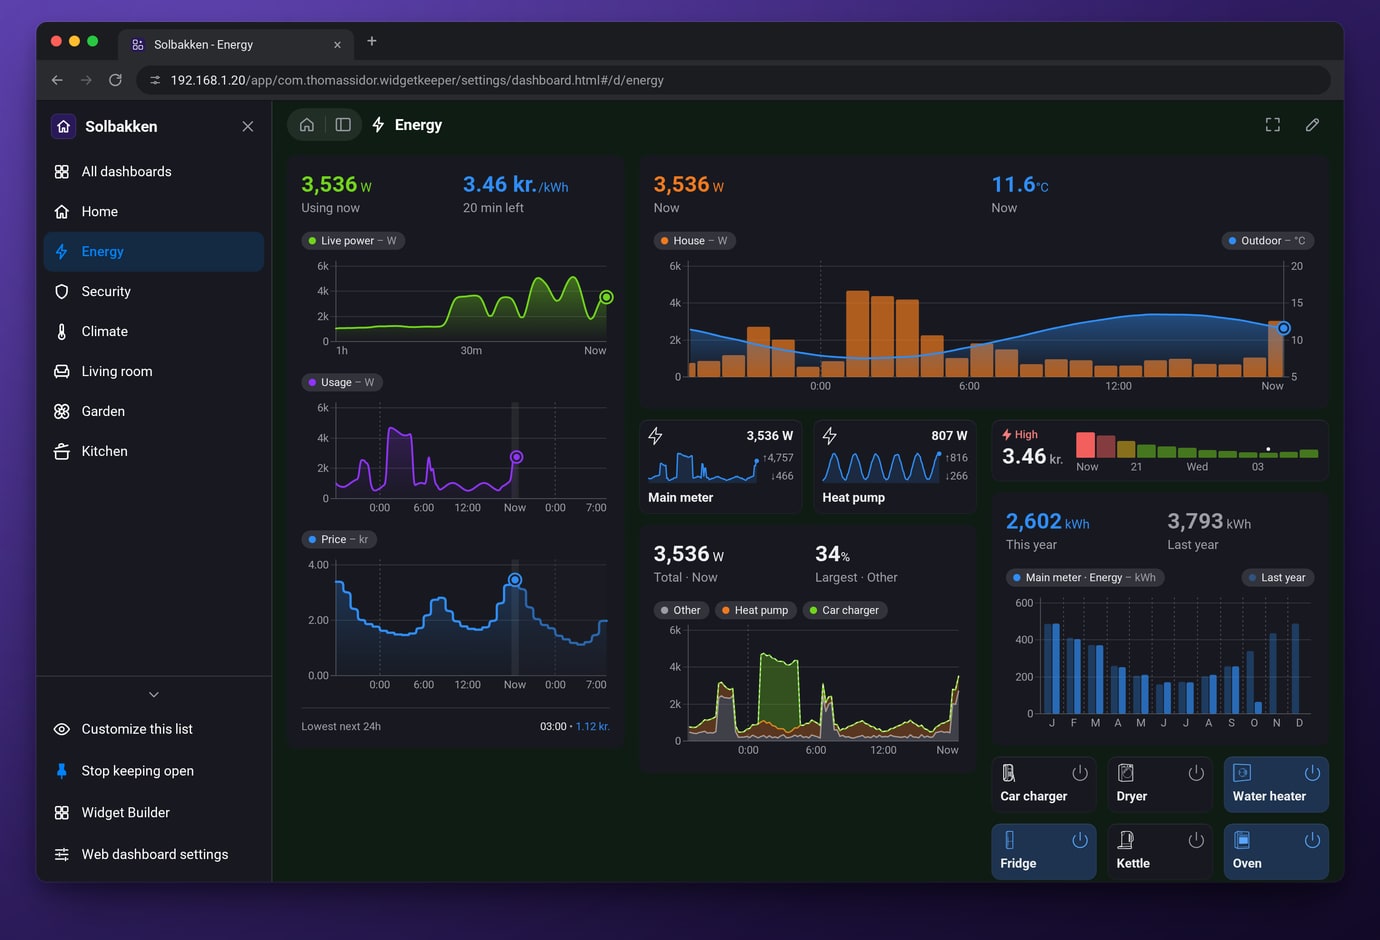 Solbakken - Energy
192.168.1.20/app/com.thomassidor.widgetkeeper/settings/dashboard.html#/d/energy
Solbakken
All dashboards
Home
Energy
Security
Climate
Living room
Garden
Kitchen
Customize this list
Stop keeping open
Widget Builder
Web dashboard settings
Energy
3,536 W
Using now
3.46 kr./kWh
20 min left
Live power – W
6k
4k
2k
0
1h 30m Now
Usage – W
6k
4k
2k
0
0:00 6:00 12:00 Now 0:00 7:00
Price – kr
4.00
2.00
0.00
0:00 6:00 12:00 Now 0:00 7:00
Lowest next 24h 03:00 • 1.12 kr.
3,536 W
Now
11.6°C
Now
House – W
Outdoor – °C
6k 20
4k 15
2k 10
0 5
0:00 6:00 12:00 Now
3,536 W
↑4,757
↓466
Main meter
807 W
↑816
↓266
Heat pump
High
3.46 kr.
Now 21 Wed 03
3,536 W
Total · Now
34%
Largest · Other
Other Heat pump Car charger
6k
4k
2k
0
0:00 6:00 12:00 Now
2,602 kWh
This year
3,793 kWh
Last year
Main meter · Energy – kWh
Last year
600
400
200
0
J F M A M J J A S O N D
Car charger
Dryer
Water heater
Fridge
Kettle
Oven